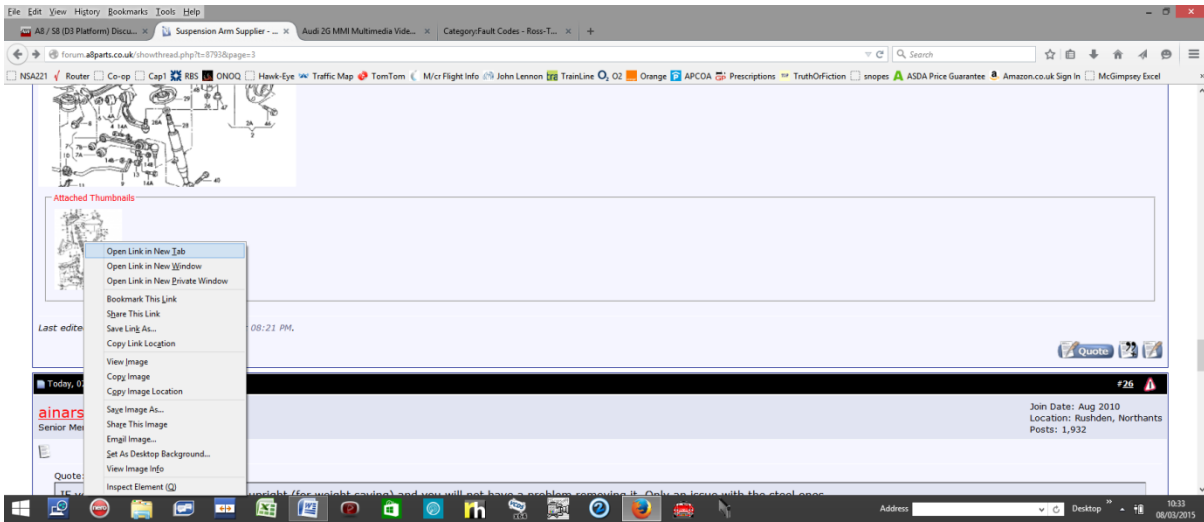 File Edit View History Bookmarks Tools Help
A8 / S8 (D3 Platform) Discu... × Suspension Arm Supplier - ... × Audi 2G MMI Multimedia Vide... × Category:Fault Codes - Ross-T... × +
forum.a8parts.co.uk/showthread.php?t=8793&page=3 Search
NSA221 Router Co-op Cap1 RBS ONOQ Hawk-Eye Traffic Map TomTom M/cr Flight Info John Lennon TrainLine O2 Orange APCOA Prescriptions TruthOrFiction snopes ASDA Price Guarantee Amazon.co.uk Sign In McGimpsey Excel
Attached Thumbnails
Open Link in New Tab
Open Link in New Window
Open Link in New Private Window
Bookmark This Link
Share This Link
Save Link As...
Copy Link Location
View Image
Copy Image
Copy Image Location
Save Image As...
Share This Image
Email Image...
Set As Desktop Background...
View Image Info
Inspect Element (Q)
Last edite 08:21 PM.
Quote
Today, 0 #26
ainars
Senior Me
Join Date: Aug 2010
Location: Rushden, Northants
Posts: 1,932
Quote:
upright (for weight saving) and you will not have a problem removing it. Only an issue with the steel ones
Address Desktop 10:33
08/03/2015